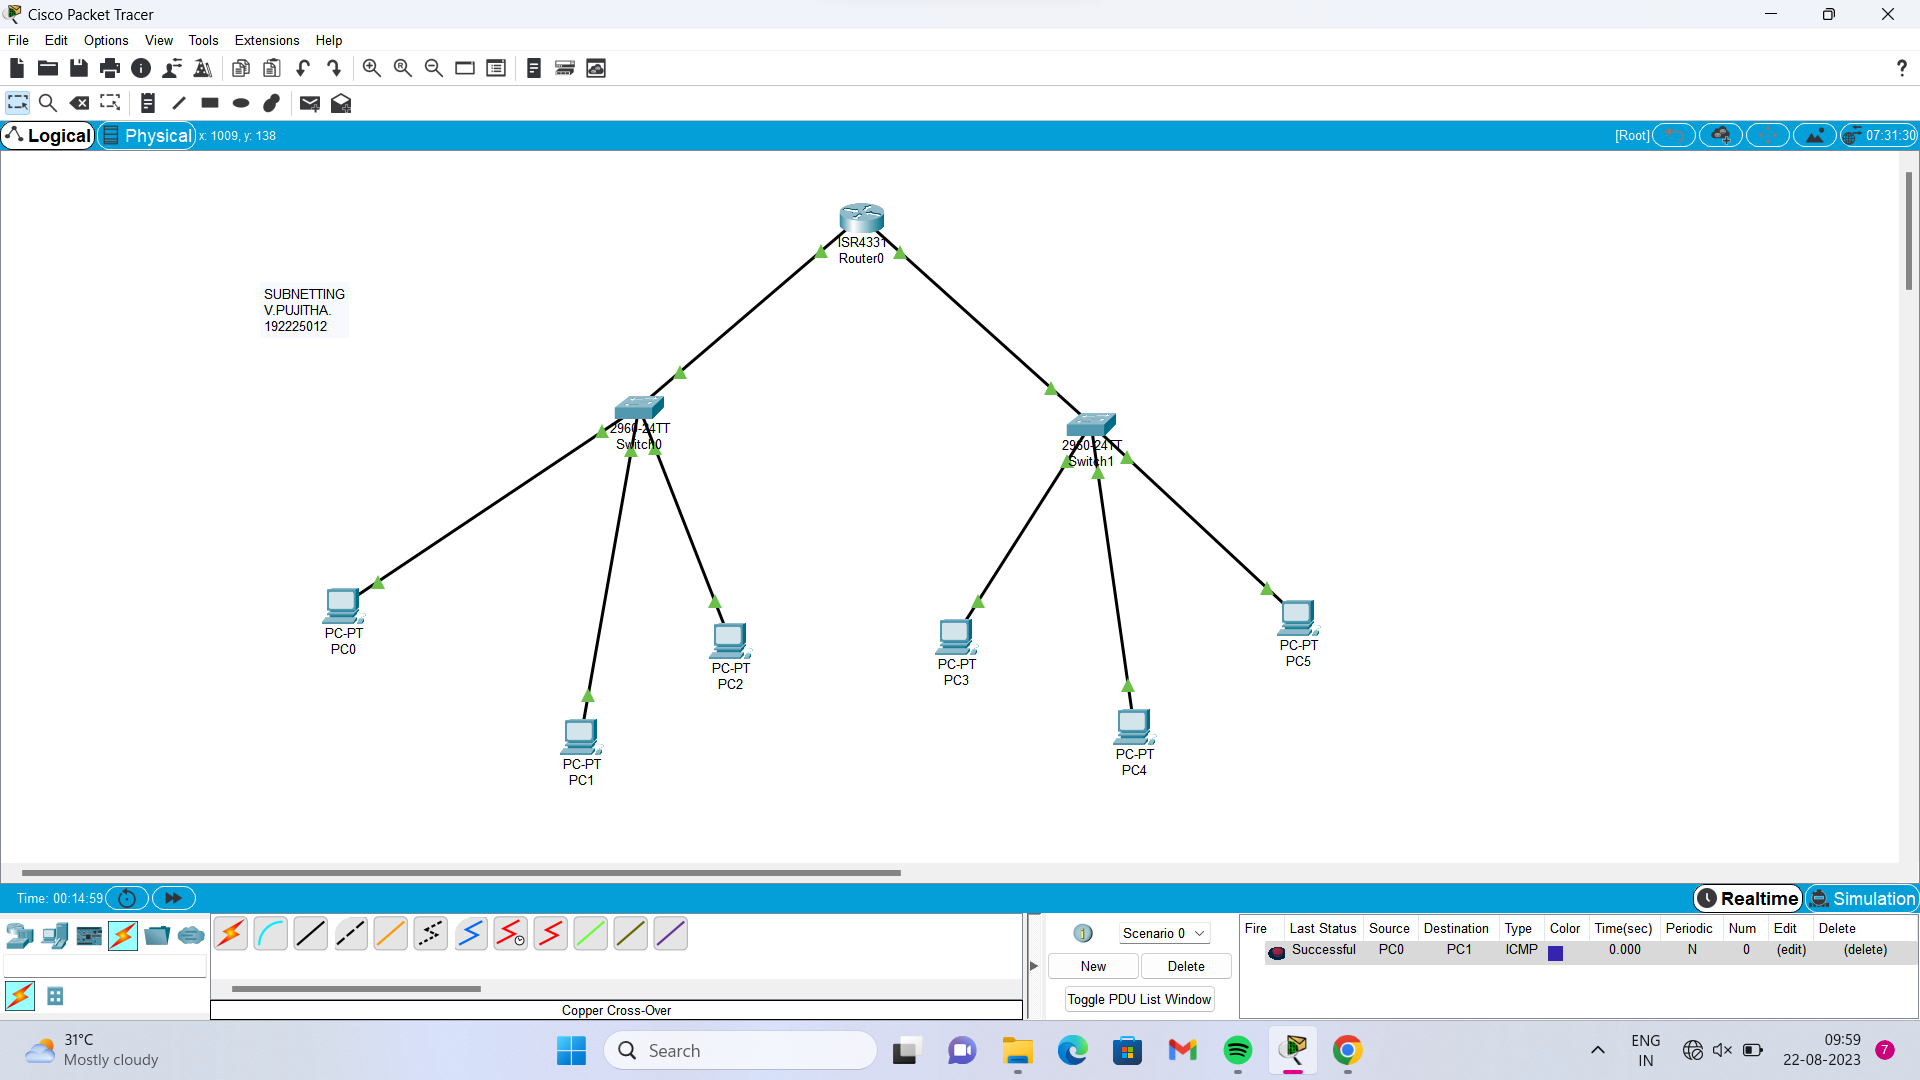 Cisco Packet Tracer
File Edit Options View Tools Extensions Help
?
Logical Physical x: 1009, y: 138 [Root] 07:31:30
ISR4331
Router0
SUBNETTING
V.PUJITHA.
192225012
2960-24TT
Switch0
2960-24TT
Switch1
PC-PT
PC0
PC-PT
PC1
PC-PT
PC2
PC-PT
PC3
PC-PT
PC4
PC-PT
PC5
Time: 00:14:59 Realtime Simulation
Scenario 0
New Delete
Toggle PDU List Window
Fire Last Status Source Destination Type Color Time(sec) Periodic Num Edit Delete
Successful PC0 PC1 ICMP 0.000 N 0 (edit) (delete)
Copper Cross-Over
31°C
Mostly cloudy
Search
ENG
IN
09:59
22-08-2023
7